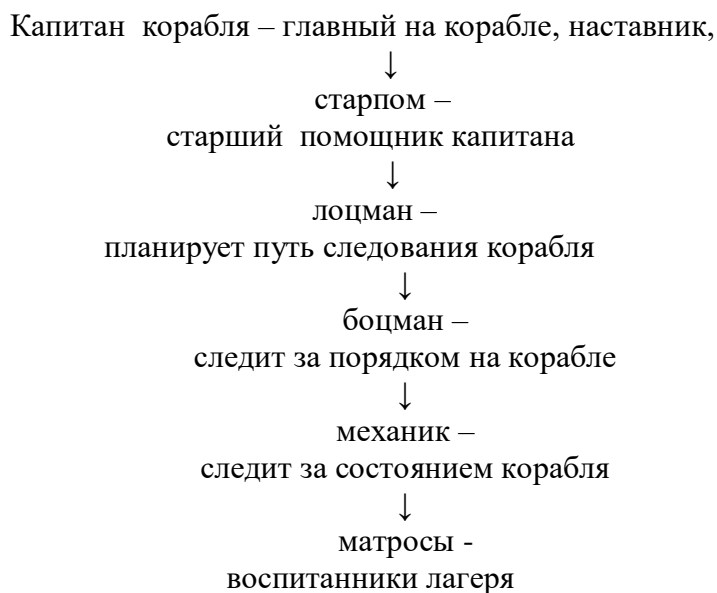 Капитан  корабля – главный на корабле, наставник,
↓
старпом –
старший  помощник капитана
↓
лоцман –
планирует путь следования корабля
↓
боцман –
следит за порядком на корабле
↓
механик –
следит за состоянием корабля
↓
матросы -
воспитанники лагеря